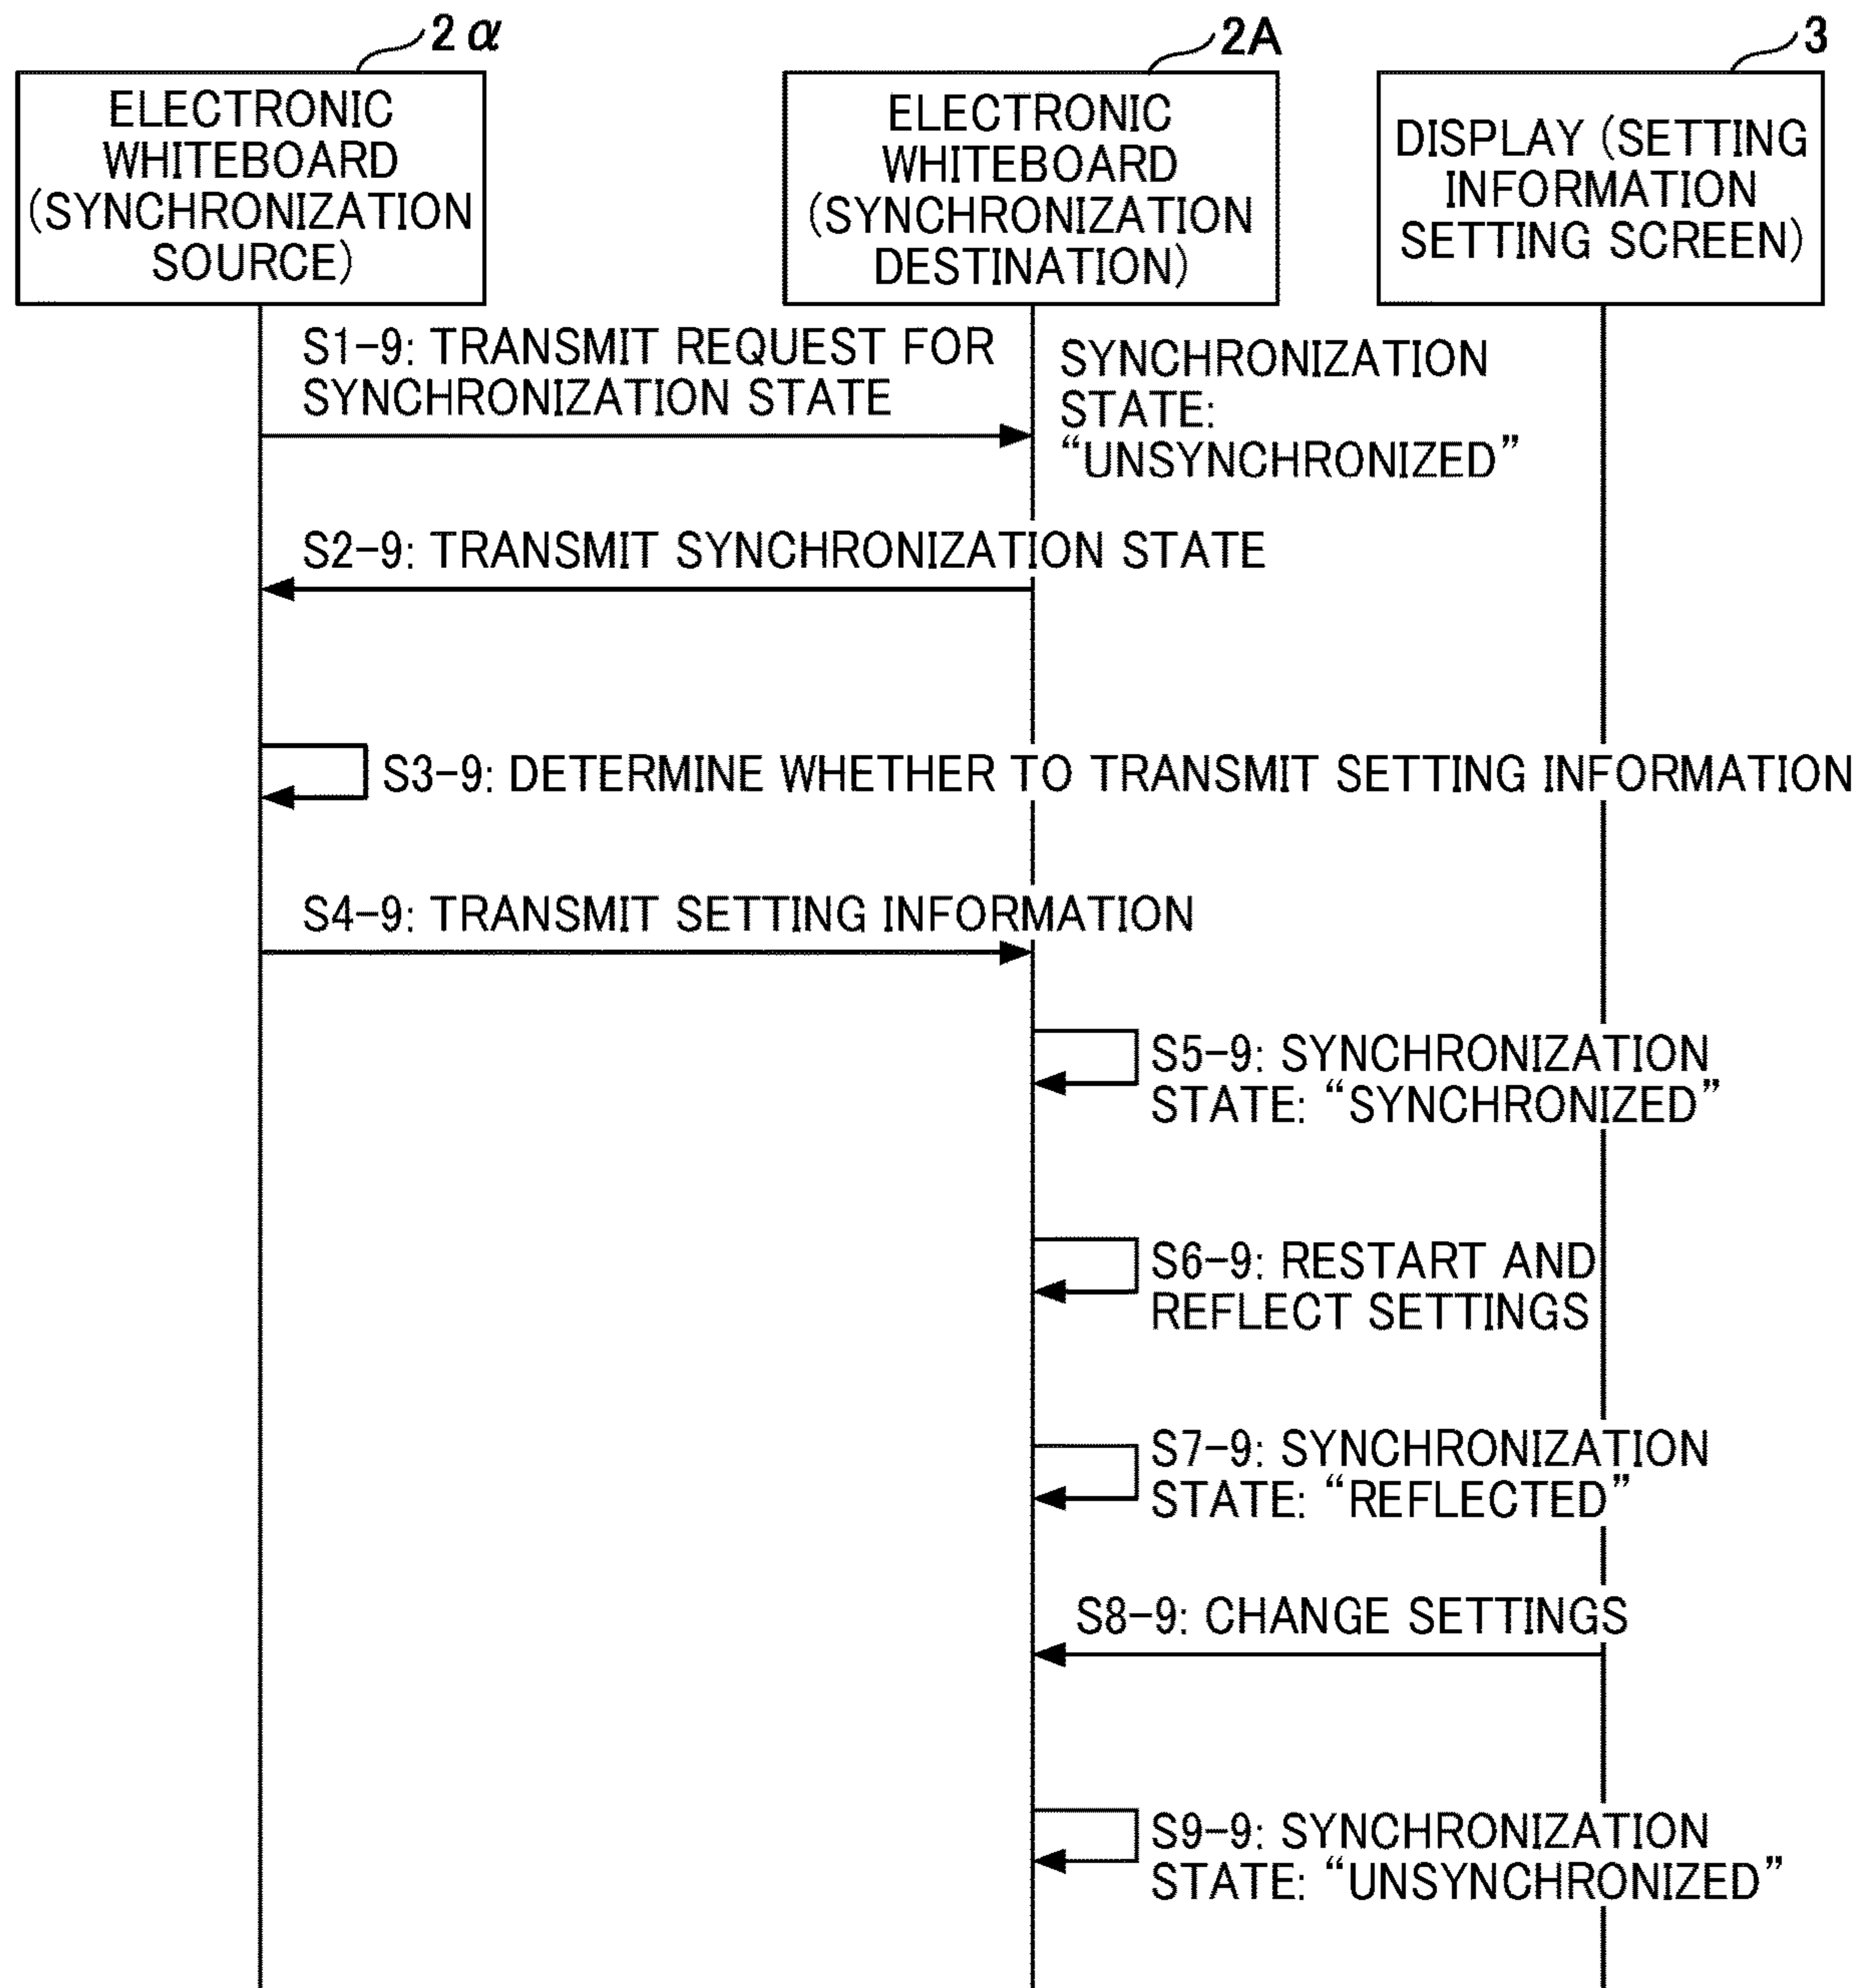 2α
ELECTRONIC
WHITEBOARD
(SYNCHRONIZATION
SOURCE)
2A
ELECTRONIC
WHITEBOARD
(SYNCHRONIZATION
DESTINATION)
3
DISPLAY (SETTING
INFORMATION
SETTING SCREEN)
S1-9: TRANSMIT REQUEST FOR
SYNCHRONIZATION STATE
SYNCHRONIZATION
STATE:
“UNSYNCHRONIZED”
S2-9: TRANSMIT SYNCHRONIZATION STATE
S3-9: DETERMINE WHETHER TO TRANSMIT SETTING INFORMATION
S4-9: TRANSMIT SETTING INFORMATION
S5-9: SYNCHRONIZATION
STATE: “SYNCHRONIZED”
S6-9: RESTART AND
REFLECT SETTINGS
S7-9: SYNCHRONIZATION
STATE: “REFLECTED”
S8-9: CHANGE SETTINGS
S9-9: SYNCHRONIZATION
STATE: “UNSYNCHRONIZED”